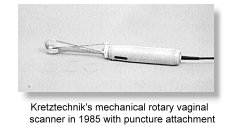 Kretztechnik's mechanical rotary vaginal
scanner in 1985 with puncture attachment